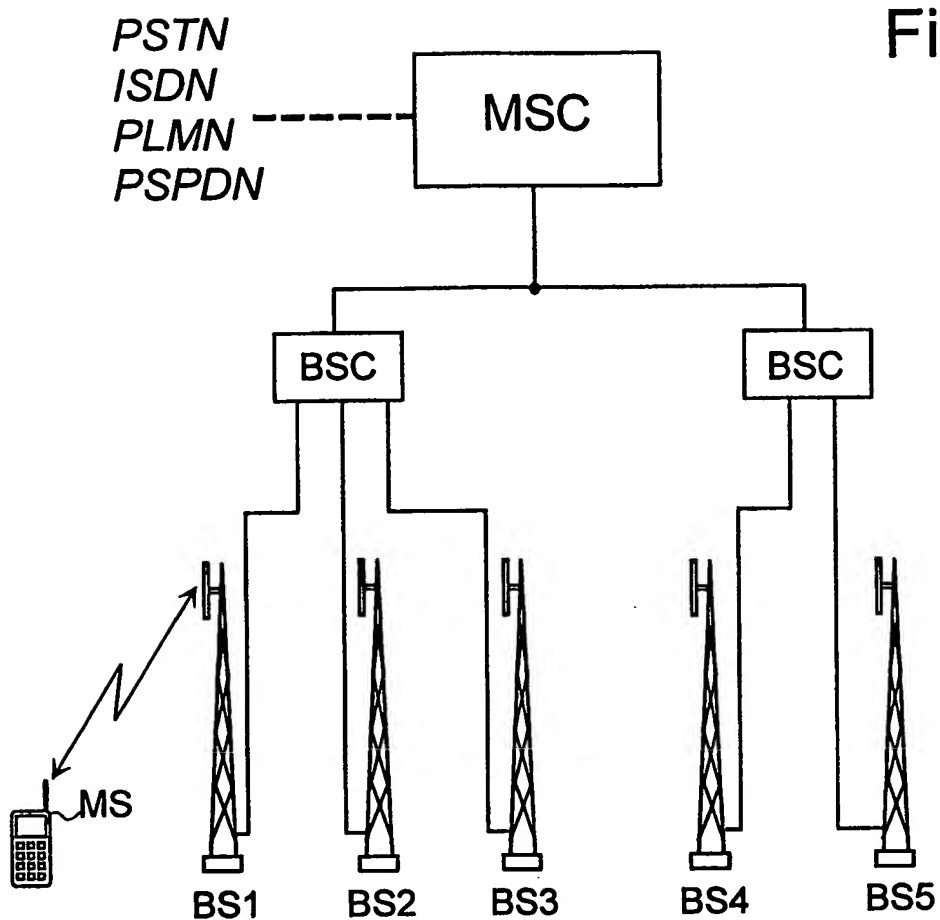 PSTN
ISDN
PLMN
PSPDN
Fi
MSC
BSC
BSC
MS
BS1
BS2
BS3
BS4
BS5